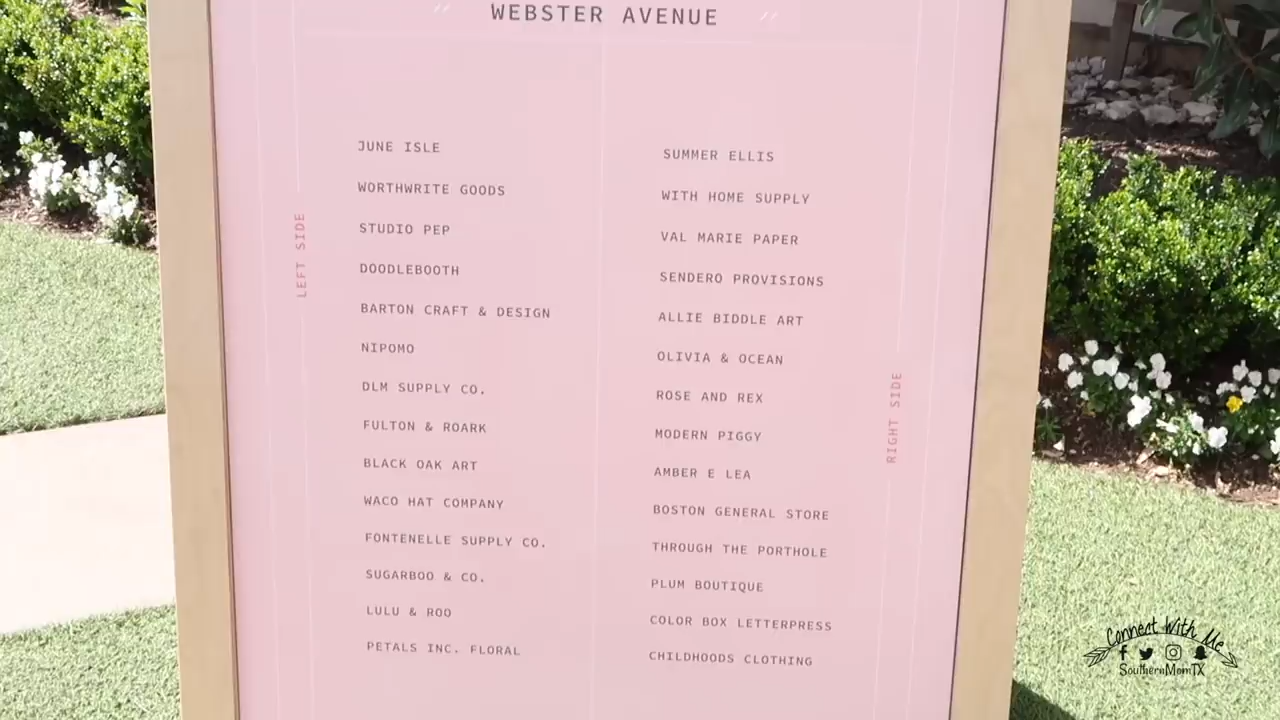 WEBSTER AVENUE
LEFT SIDE
JUNE ISLE
WORTHWRITE GOODS
STUDIO PEP
DOODLEBOOTH
BARTON CRAFT & DESIGN
NIPOMO
DLM SUPPLY CO.
FULTON & ROARK
BLACK OAK ART
WACO HAT COMPANY
FONTENELLE SUPPLY CO.
SUGARBOO & CO.
LULU & ROO
PETALS INC. FLORAL
SUMMER ELLIS
WITH HOME SUPPLY
VAL MARIE PAPER
SENDERO PROVISIONS
ALLIE BIDDLE ART
OLIVIA & OCEAN
ROSE AND REX
MODERN PIGGY
AMBER E LEA
BOSTON GENERAL STORE
THROUGH THE PORTHOLE
PLUM BOUTIQUE
COLOR BOX LETTERPRESS
CHILDHOODS CLOTHING
RIGHT SIDE
Connect With Me
SouthernMomTX